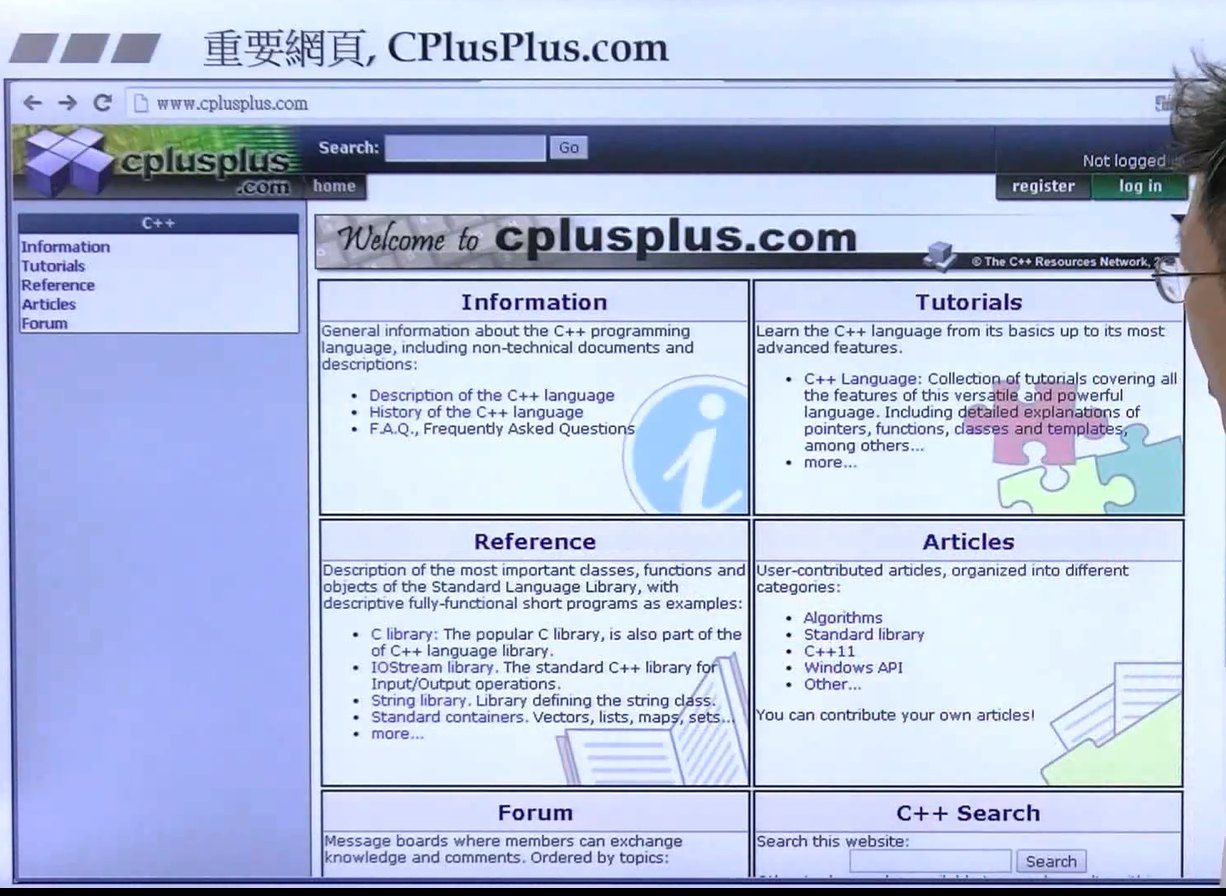 重要網頁, CPlusPlus.com
www.cplusplus.com
cplusplus
.com
Search:
Go
Not logged
home
register
log in
C++
Information
Tutorials
Reference
Articles
Forum
Welcome to cplusplus.com
© The C++ Resources Network,
Information
General information about the C++ programming
language, including non-technical documents and
descriptions:
• Description of the C++ language
• History of the C++ language
• F.A.Q., Frequently Asked Questions
Tutorials
Learn the C++ language from its basics up to its most
advanced features.
• C++ Language: Collection of tutorials covering all
the features of this versatile and powerful
language. Including detailed explanations of
pointers, functions, classes and templates,
among others...
• more...
Reference
Description of the most important classes, functions and
objects of the Standard Language Library, with
descriptive fully-functional short programs as examples:
• C library: The popular C library, is also part of the
of C++ language library.
• IOStream library. The standard C++ library for
Input/Output operations.
• String library. Library defining the string class.
• Standard containers. Vectors, lists, maps, sets...
• more...
Articles
User-contributed articles, organized into different
categories:
• Algorithms
• Standard library
• C++11
• Windows API
• Other...
You can contribute your own articles!
Forum
Message boards where members can exchange
knowledge and comments. Ordered by topics:
C++ Search
Search this website:
Search